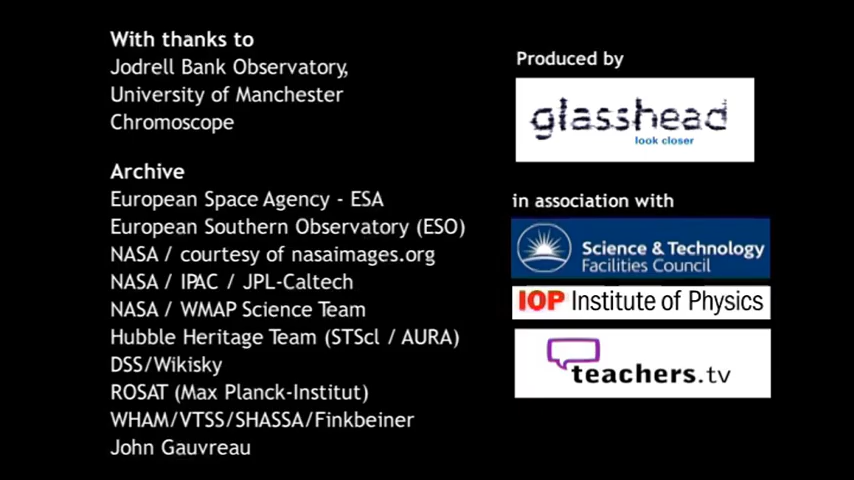 With thanks to
Jodrell Bank Observatory,
University of Manchester
Chromoscope
Archive
European Space Agency - ESA
European Southern Observatory (ESO)
NASA / courtesy of nasaimages.org
NASA / IPAC / JPL-Caltech
NASA / WMAP Science Team
Hubble Heritage Team (STScl / AURA)
DSS/Wikisky
ROSAT (Max Planck-Institut)
WHAM/VTSS/SHASSA/Finkbeiner
John Gauvreau
Produced by
glasshead
look closer
in association with
Science & Technology
Facilities Council
IOP Institute of Physics
teachers.tv